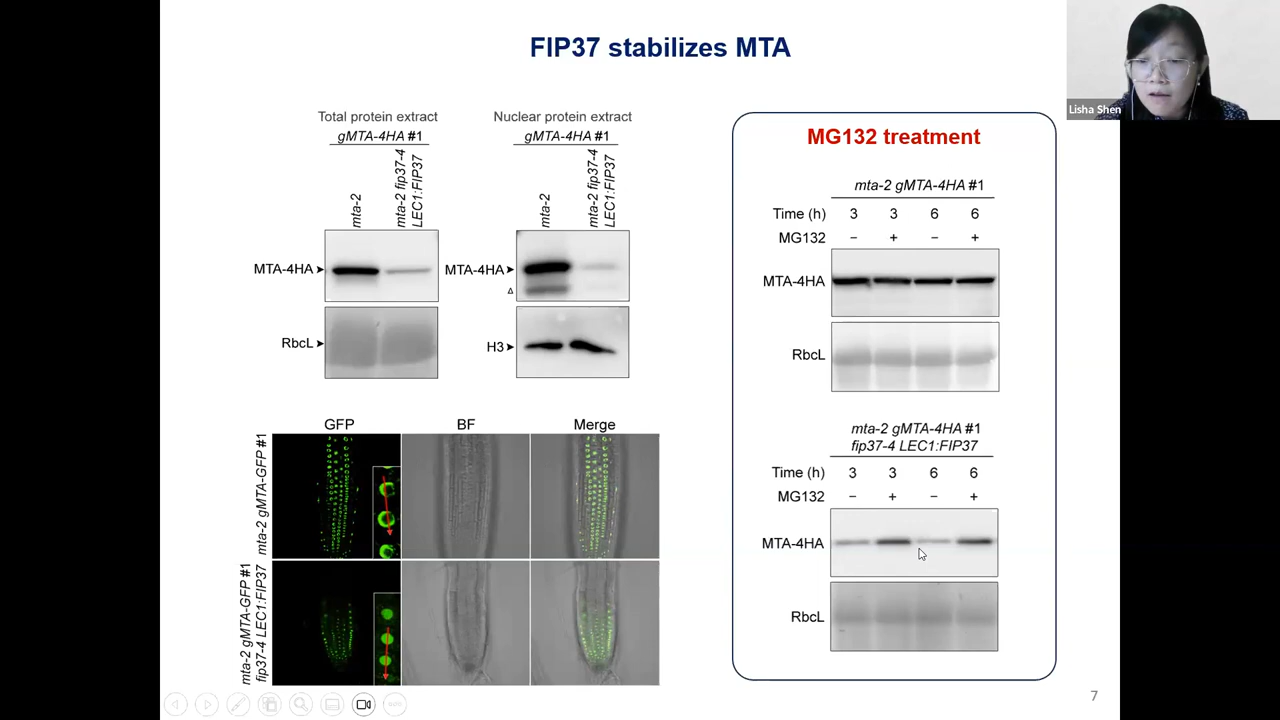 FIP37 stabilizes MTA
Lisha Shen
Total protein extract
gMTA-4HA #1
mta-2
mta-2 fip37-4
LEC1:FIP37
MTA-4HA
RbcL
Nuclear protein extract
gMTA-4HA #1
mta-2
mta-2 fip37-4
LEC1:FIP37
MTA-4HA
Δ
H3
GFP BF Merge
mta-2 gMTA-GFP #1
mta-2 gMTA-GFP #1
fip37-4 LEC1:FIP37
MG132 treatment
mta-2 gMTA-4HA #1
Time (h) 3 3 6 6
MG132 – + – +
MTA-4HA
RbcL
mta-2 gMTA-4HA #1
fip37-4 LEC1:FIP37
Time (h) 3 3 6 6
MG132 – + – +
MTA-4HA
RbcL
7